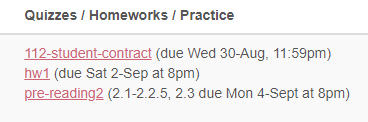 Quizzes / Homeworks / Practice
112-student-contract (due Wed 30-Aug, 11:59pm)
hw1 (due Sat 2-Sep at 8pm)
pre-reading2 (2.1-2.2.5, 2.3 due Mon 4-Sept at 8pm)